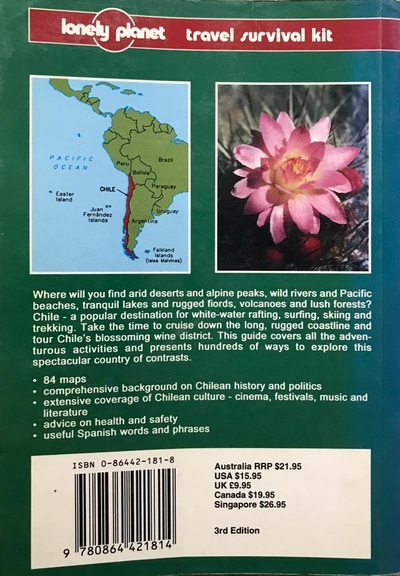 lonely planet travel survival kit
PACIFIC
OCEAN
Peru
Brazil
Bolivia
CHILE
Paraguay
Easter
Island
Juan
Fernández
Islands
Uruguay
Argentina
Falkland
Islands
(Islas Malvinas)
Where will you find arid deserts and alpine peaks, wild rivers and Pacific
beaches, tranquil lakes and rugged fiords, volcanoes and lush forests?
Chile - a popular destination for white-water rafting, surfing, skiing and
trekking. Take the time to cruise down the long, rugged coastline and
tour Chile's blossoming wine district. This guide covers all the adven-
turous activities and presents hundreds of ways to explore this
spectacular country of contrasts.
• 84 maps
• comprehensive background on Chilean history and politics
• extensive coverage of Chilean culture - cinema, festivals, music and
literature
• advice on health and safety
• useful Spanish words and phrases
ISBN 0-86442-181-8
9 780864 421814
Australia RRP $21.95
USA $15.95
UK £9.95
Canada $19.95
Singapore $26.95
3rd Edition